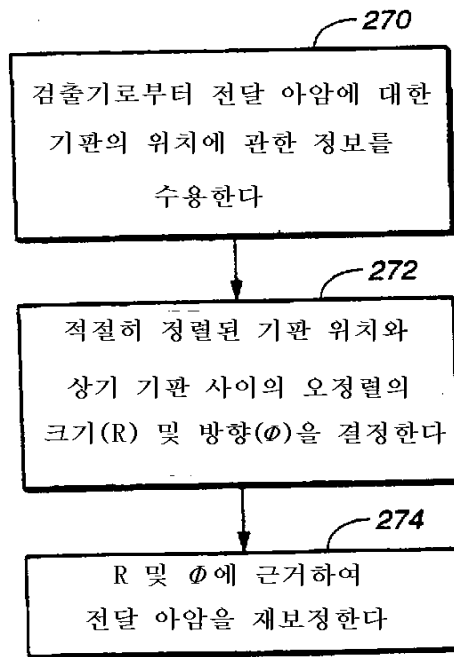 270
검출기로부터 전달 아암에 대한
기판의 위치에 관한 정보를
수용한다
272
적절히 정렬된 기판 위치와
상기 기판 사이의 오정렬의
크기(R) 및 방향(Φ)을 결정한다
274
R 및 Φ에 근거하여
전달 아암을 재보정한다